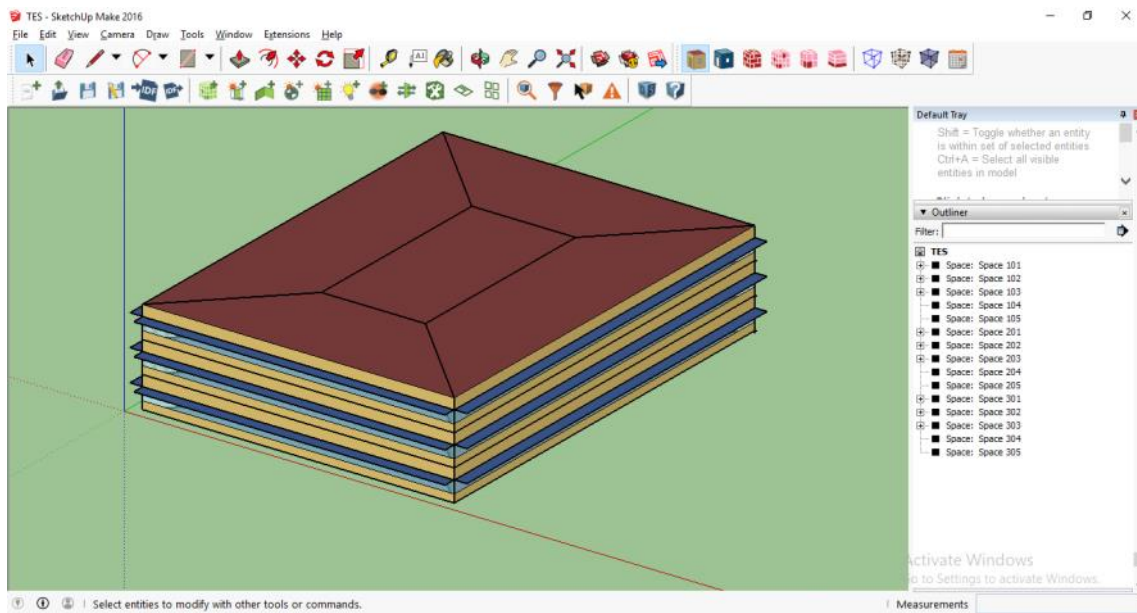 TES - SketchUp Make 2016
File Edit View Camera Draw Tools Window Extensions Help
A1
IDF IDF+
Default Tray
Shift = Toggle whether an entity
is within set of selected entities
Ctrl+A = Select all visible
entities in model
Outliner
Filter:
TES
Space: Space 101
Space: Space 102
Space: Space 103
Space: Space 104
Space: Space 105
Space: Space 201
Space: Space 202
Space: Space 203
Space: Space 204
Space: Space 205
Space: Space 301
Space: Space 302
Space: Space 303
Space: Space 304
Space: Space 305
Activate Windows
Go to Settings to activate Windows.
Select entities to modify with other tools or commands.
Measurements